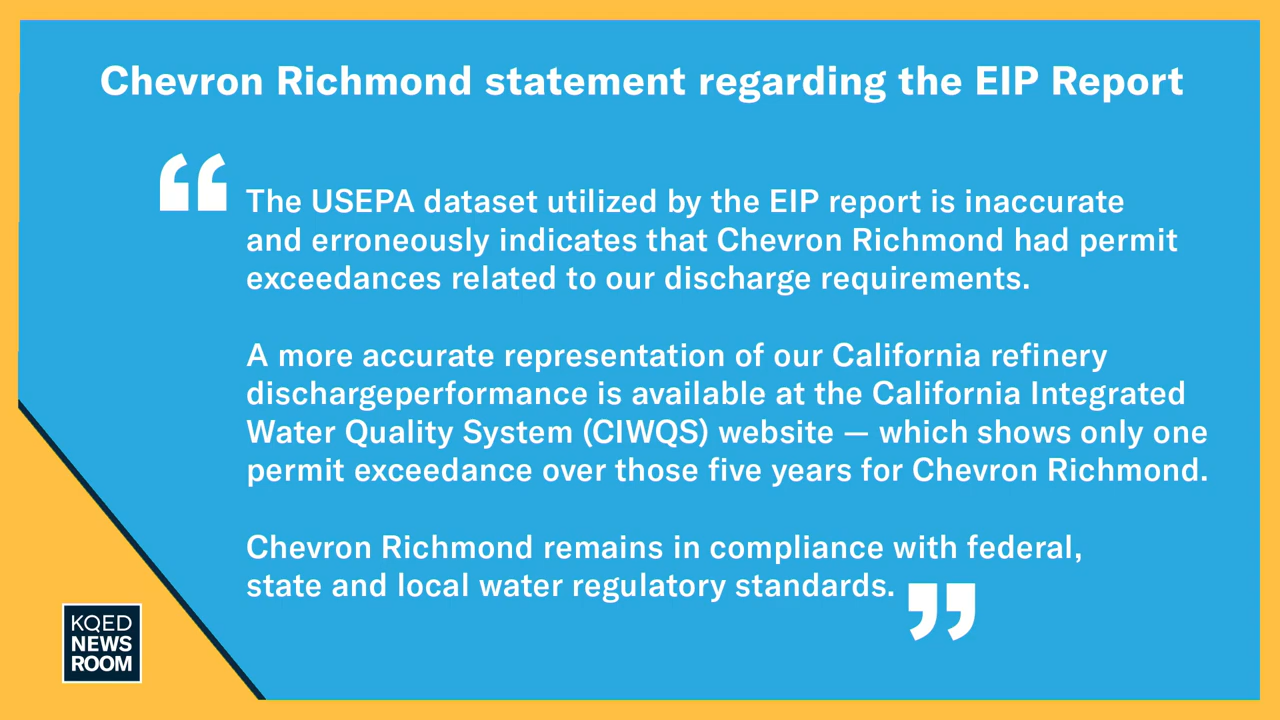 Chevron Richmond statement regarding the EIP Report
“The USEPA dataset utilized by the EIP report is inaccurate
and erroneously indicates that Chevron Richmond had permit
exceedances related to our discharge requirements.
A more accurate representation of our California refinery
dischargeperformance is available at the California Integrated
Water Quality System (CIWQS) website — which shows only one
permit exceedance over those five years for Chevron Richmond.
Chevron Richmond remains in compliance with federal,
state and local water regulatory standards.”
KQED
NEWS
ROOM